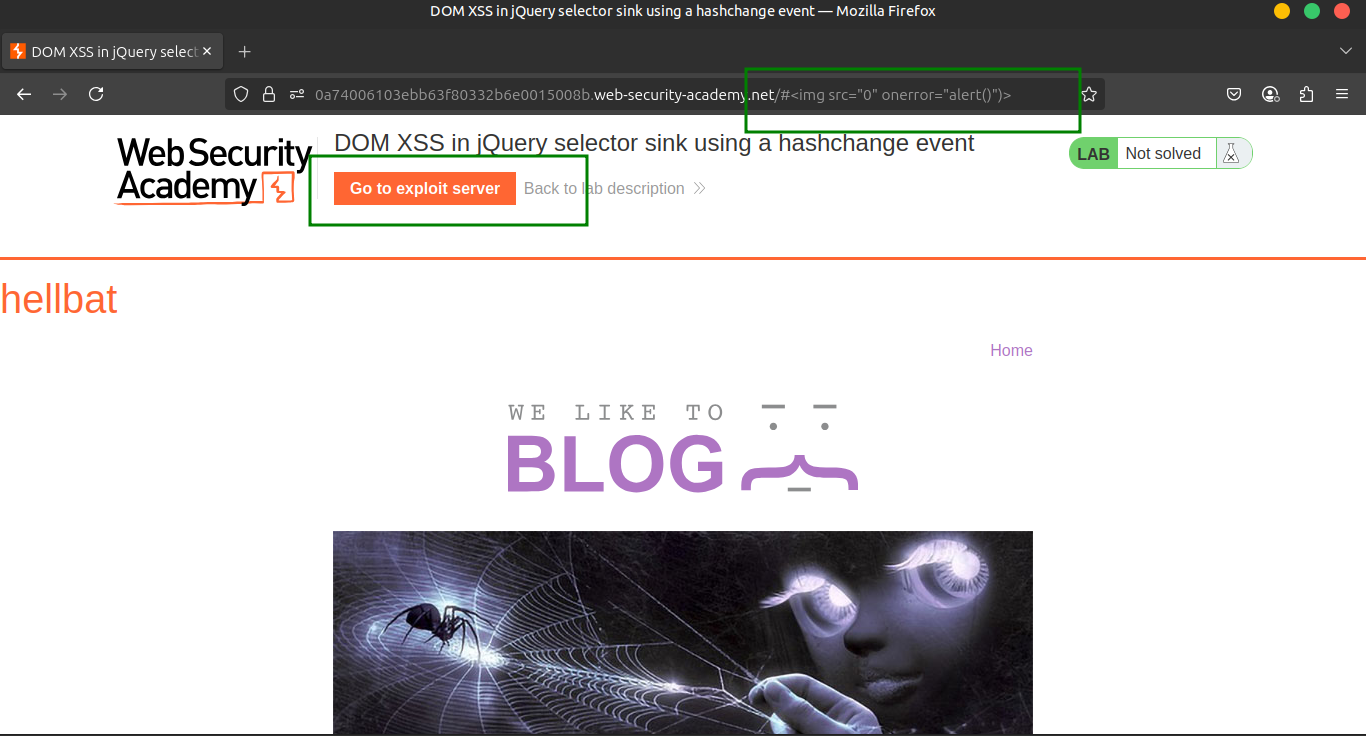 DOM XSS in jQuery selector sink using a hashchange event — Mozilla Firefox
DOM XSS in jQuery select
0a74006103ebb63f80332b6e0015008b.web-security-academy.net/#<img src="0" onerror="alert()")>
Web Security
Academy
DOM XSS in jQuery selector sink using a hashchange event
LAB Not solved
Go to exploit server Back to lab description
hellbat
Home
WE LIKE TO
BLOG